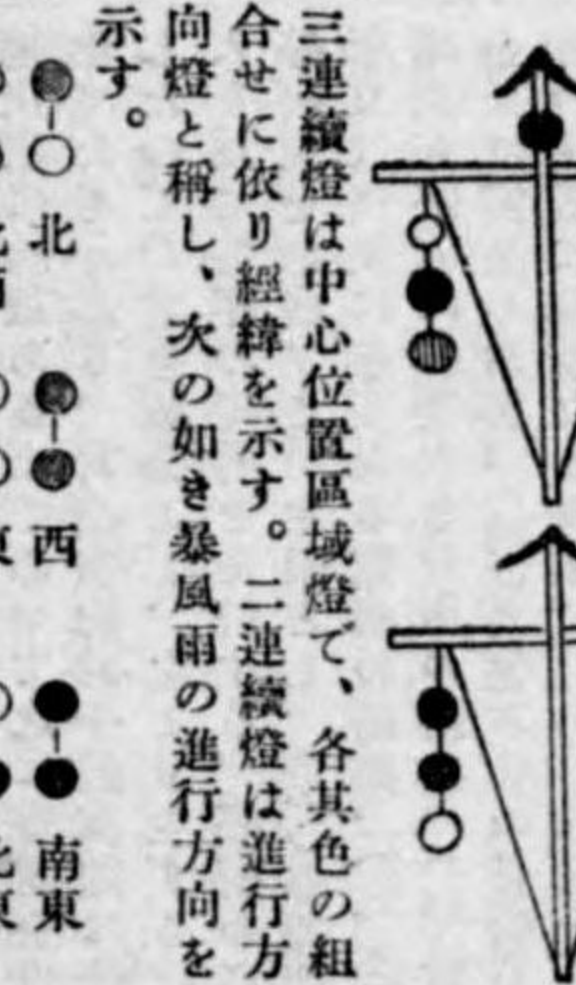 三連續燈は中心位置區域燈で、各其色の組
合せに依り經緯を示す。二連續燈は進行方
向燈と稱し、次の如き暴風雨の進行方向を
示す。
北
西
南東